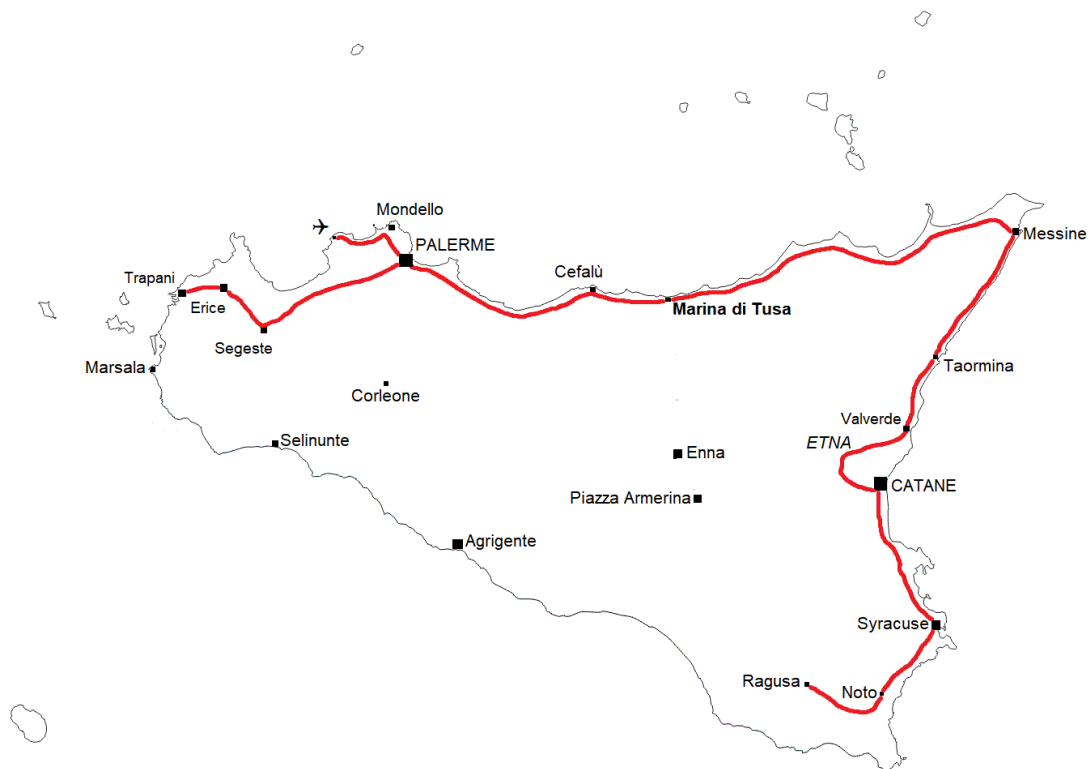 Mondello
PALERME
Messine
Cefalù
Trapani
Erice
Marina di Tusa
Segeste
Marsala
Taormina
Corleone
Valverde
Selinunte
ETNA
Enna
CATANE
Piazza Armerina
Agrigente
Syracuse
Ragusa
Noto